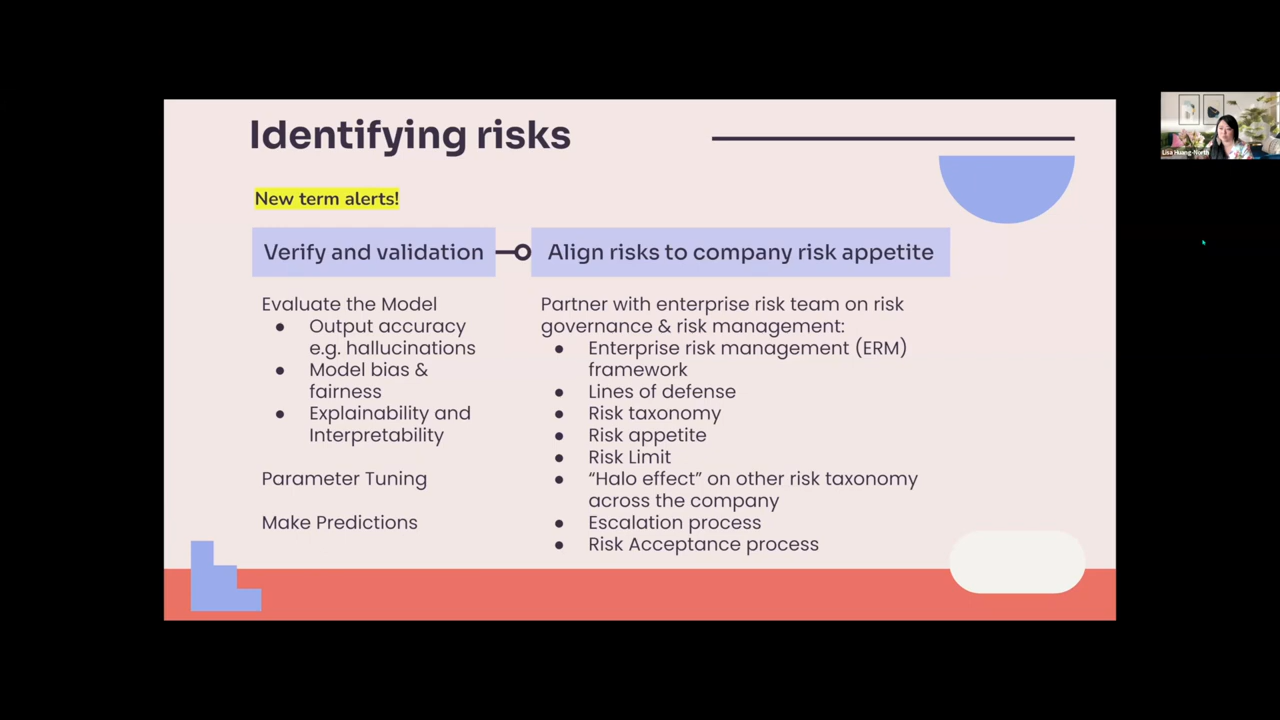 Identifying risks
New term alerts!
Verify and validation
Align risks to company risk appetite
Evaluate the Model
● Output accuracy
e.g. hallucinations
● Model bias &
fairness
● Explainability and
Interpretability
Parameter Tuning
Make Predictions
Partner with enterprise risk team on risk
governance & risk management:
● Enterprise risk management (ERM)
framework
● Lines of defense
● Risk taxonomy
● Risk appetite
● Risk Limit
● “Halo effect” on other risk taxonomy
across the company
● Escalation process
● Risk Acceptance process
Lisa Huang-North